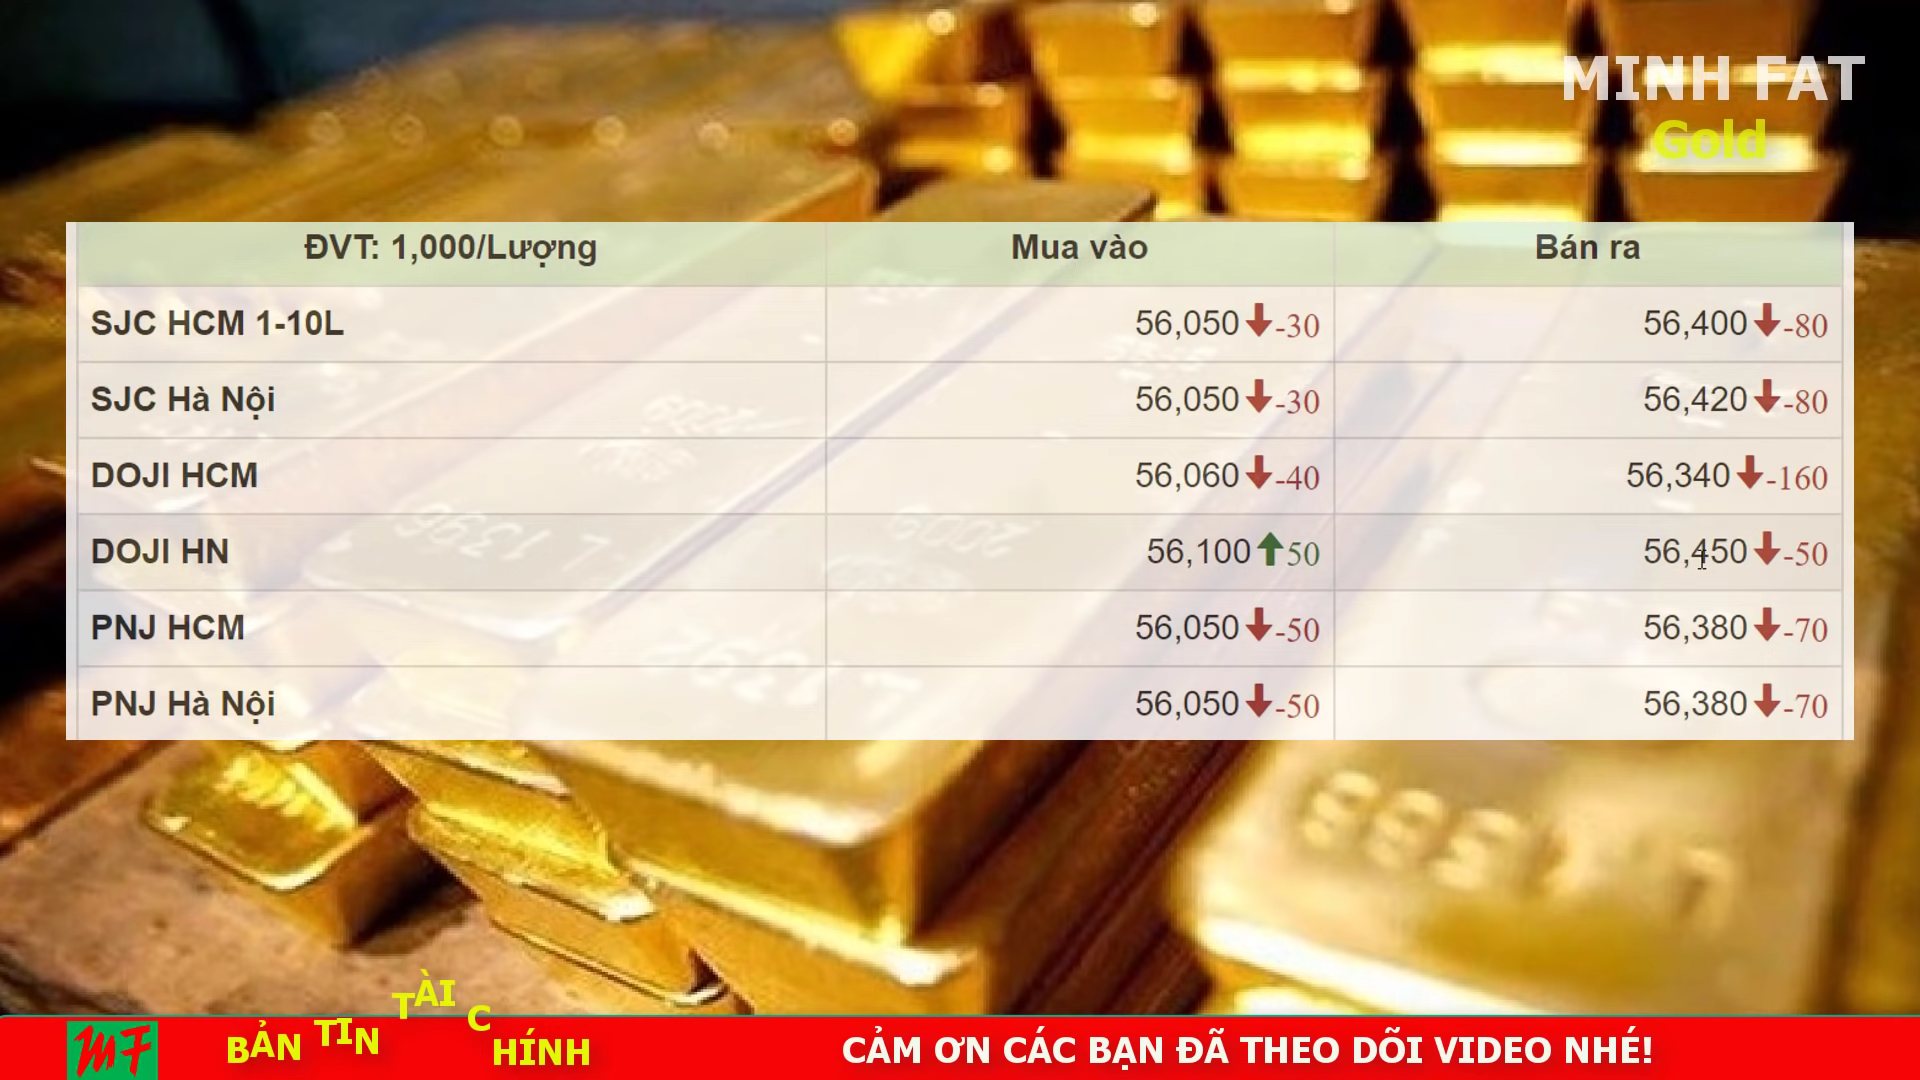 MINH FAT
Gold
ĐVT: 1,000/Lượng Mua vào Bán ra
SJC HCM 1-10L 56,050 -30 56,400 -80
SJC Hà Nội 56,050 -30 56,420 -80
DOJI HCM 56,060 -40 56,340 -160
DOJI HN 56,100 50 56,450 -50
PNJ HCM 56,050 -50 56,380 -70
PNJ Hà Nội 56,050 -50 56,380 -70
L 1396
2009
L 1392
MF BẢN TIN TÀI CHÍNH CẢM ƠN CÁC BẠN ĐÃ THEO DÕI VIDEO NHÉ!